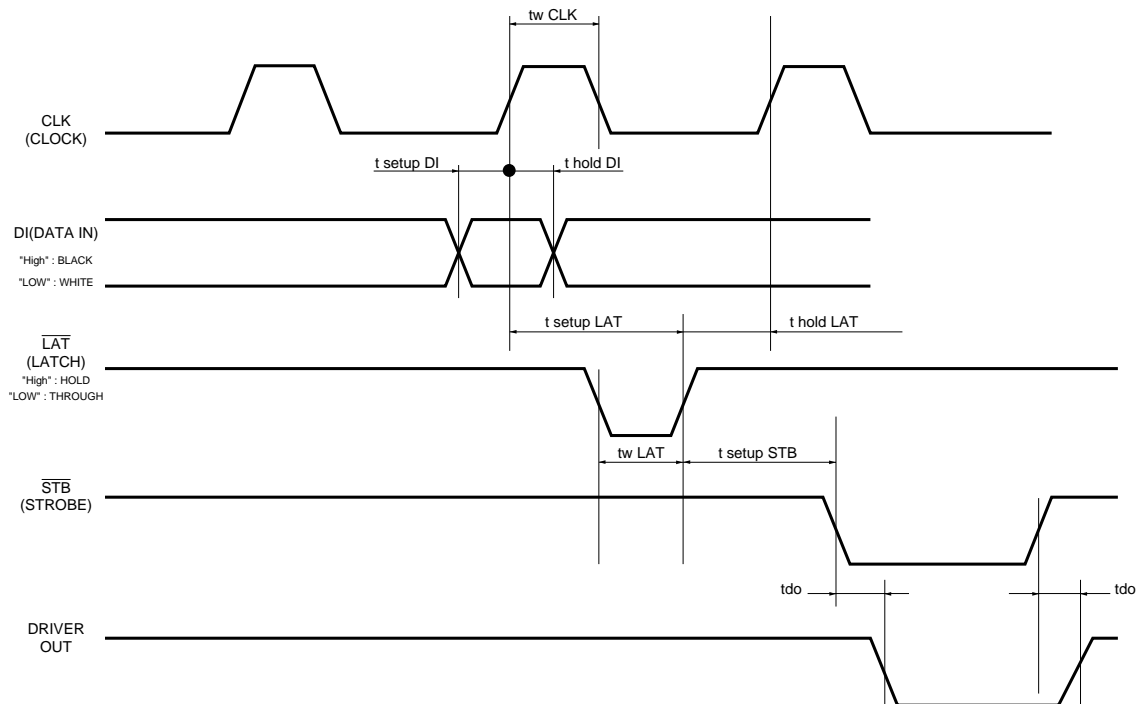 tw CLK
CLK
(CLOCK)
t setup DI
t hold DI
DI(DATA IN)
"High" : BLACK
"LOW" : WHITE
t setup LAT
t hold LAT
LAT
(LATCH)
"High" : HOLD
"LOW" : THROUGH
tw LAT
t setup STB
STB
(STROBE)
tdo
tdo
DRIVER
OUT